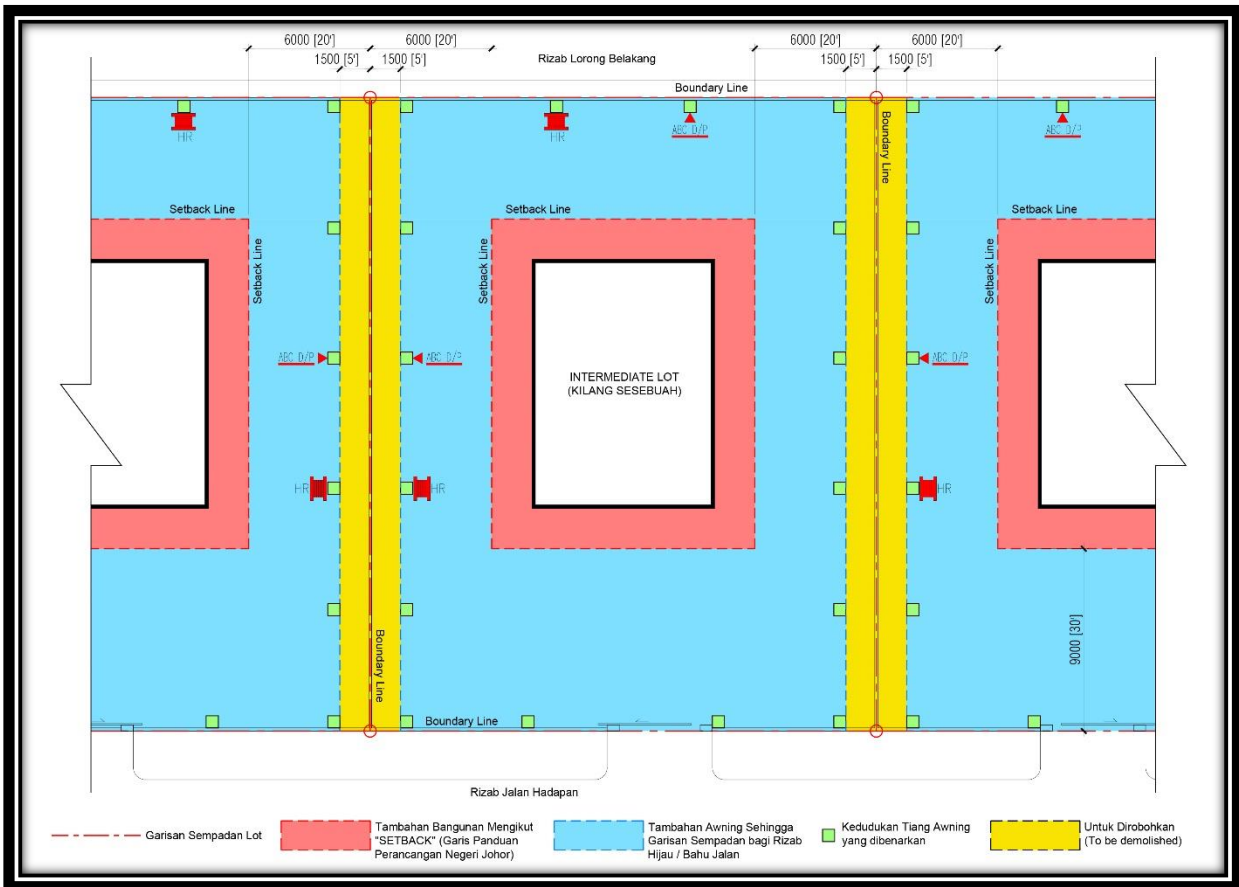 6000 [20'] 6000 [20'] 6000 [20'] 6000 [20']
1500 [5'] 1500 [5'] Rizab Lorong Belakang 1500 [5'] 1500 [5']
Boundary Line
HR HR ABC D/P ABC D/P
Boundary Line
Setback Line Setback Line Setback Line
Setback Line Setback Line Setback Line
ABC D/P ABC D/P ABC D/P
INTERMEDIATE LOT
(KILANG SESEBUAH)
HR HR HR
9000 [30']
Boundary Line
Boundary Line
Rizab Jalan Hadapan
Garisan Sempadan Lot
Tambahan Bangunan Mengikut
"SETBACK" (Garis Panduan
Perancangan Negeri Johor)
Tambahan Awning Sehingga
Garisan Sempadan bagi Rizab
Hijau / Bahu Jalan
Kedudukan Tiang Awning
yang dibenarkan
Untuk Dirobohkan
(To be demolished)